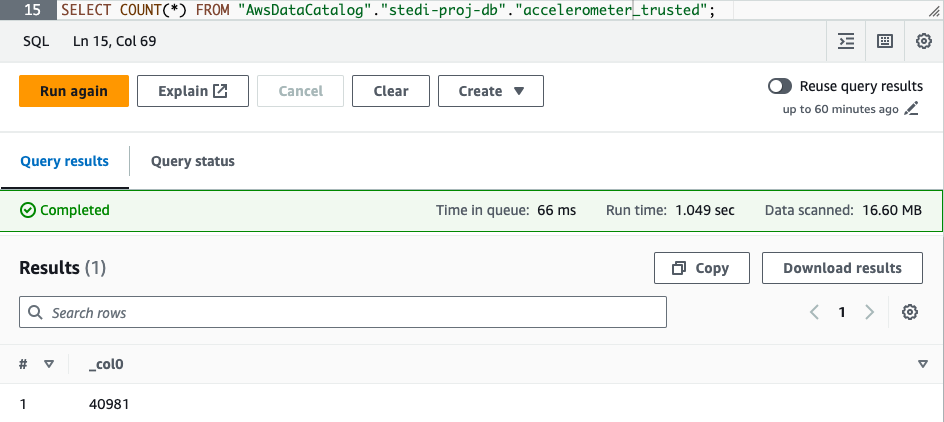 15 SELECT COUNT(*) FROM "AwsDataCatalog"."stedi-proj-db"."accelerometer_trusted";
SQL Ln 15, Col 69
Run again Explain Cancel Clear Create Reuse query results
up to 60 minutes ago
Query results Query status
Completed Time in queue: 66 ms Run time: 1.049 sec Data scanned: 16.60 MB
Results (1) Copy Download results
Search rows 1
# _col0
1 40981